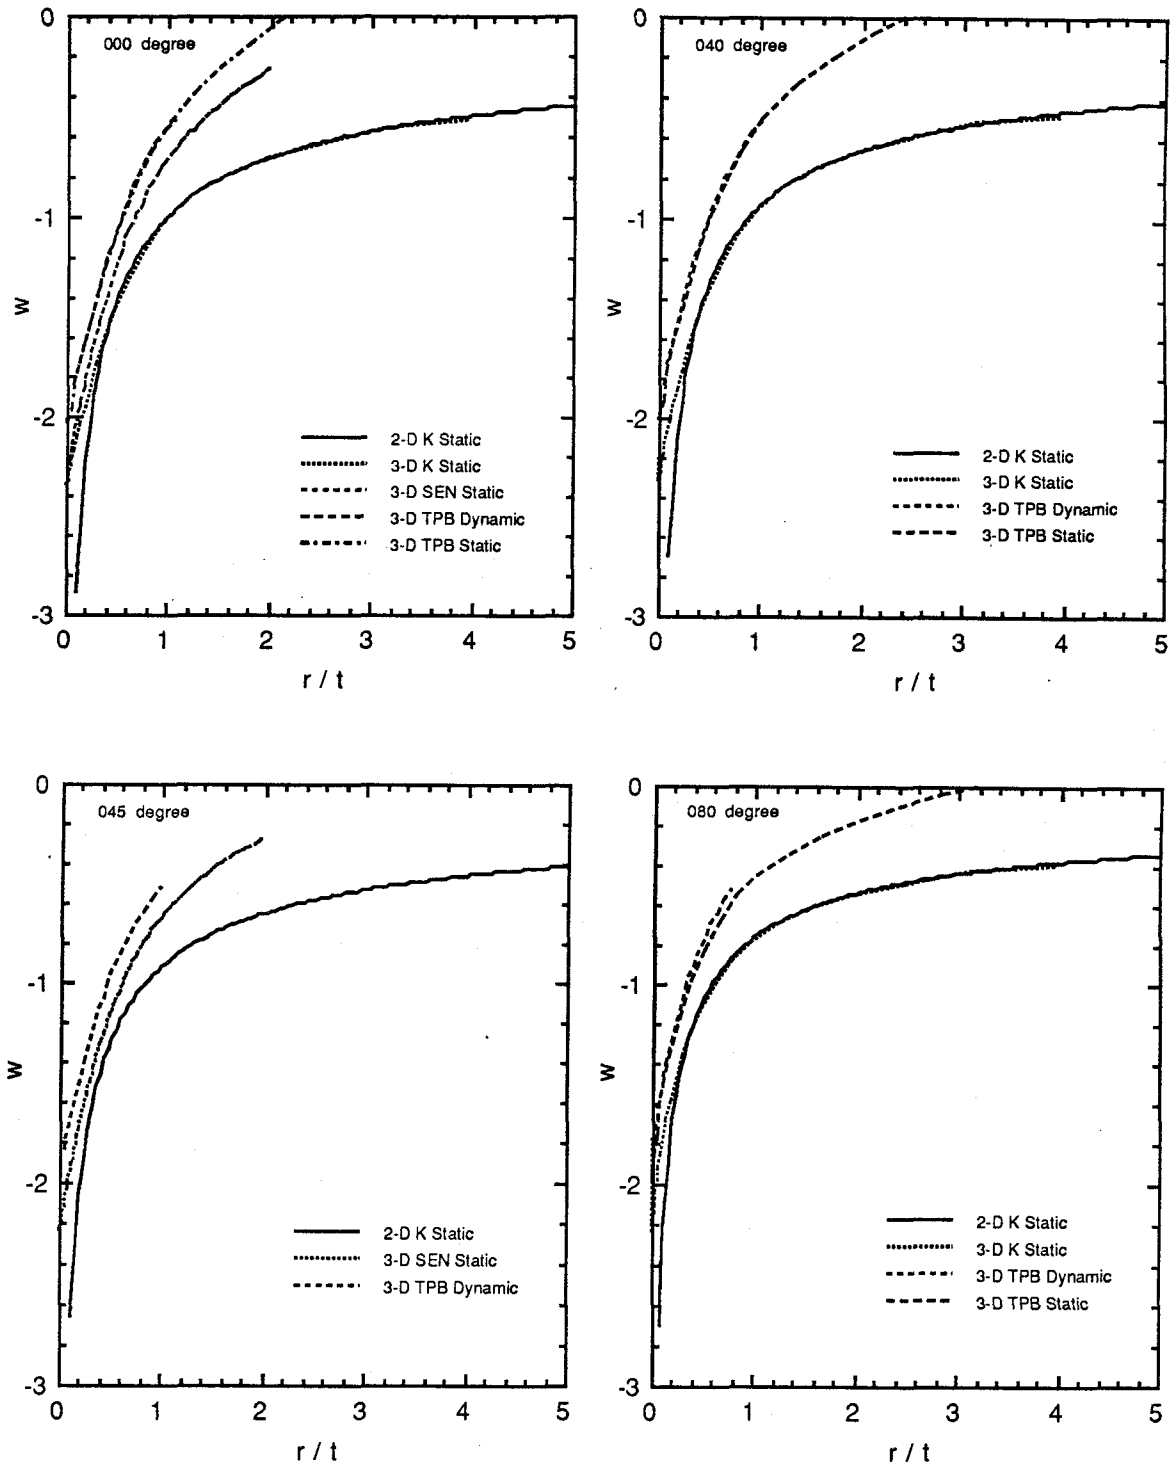 0
000 degree
-1
w
-2
2-D K Static
3-D K Static
3-D SEN Static
3-D TPB Dynamic
3-D TPB Static
-3
0 1 2 3 4 5
r / t
0
040 degree
-1
w
-2
2-D K Static
3-D K Static
3-D TPB Dynamic
3-D TPB Static
-3
0 1 2 3 4 5
r / t
0
045 degree
-1
w
-2
2-D K Static
3-D SEN Static
3-D TPB Dynamic
-3
0 1 2 3 4 5
r / t
0
080 degree
-1
w
-2
2-D K Static
3-D K Static
3-D TPB Dynamic
3-D TPB Static
-3
0 1 2 3 4 5
r / t